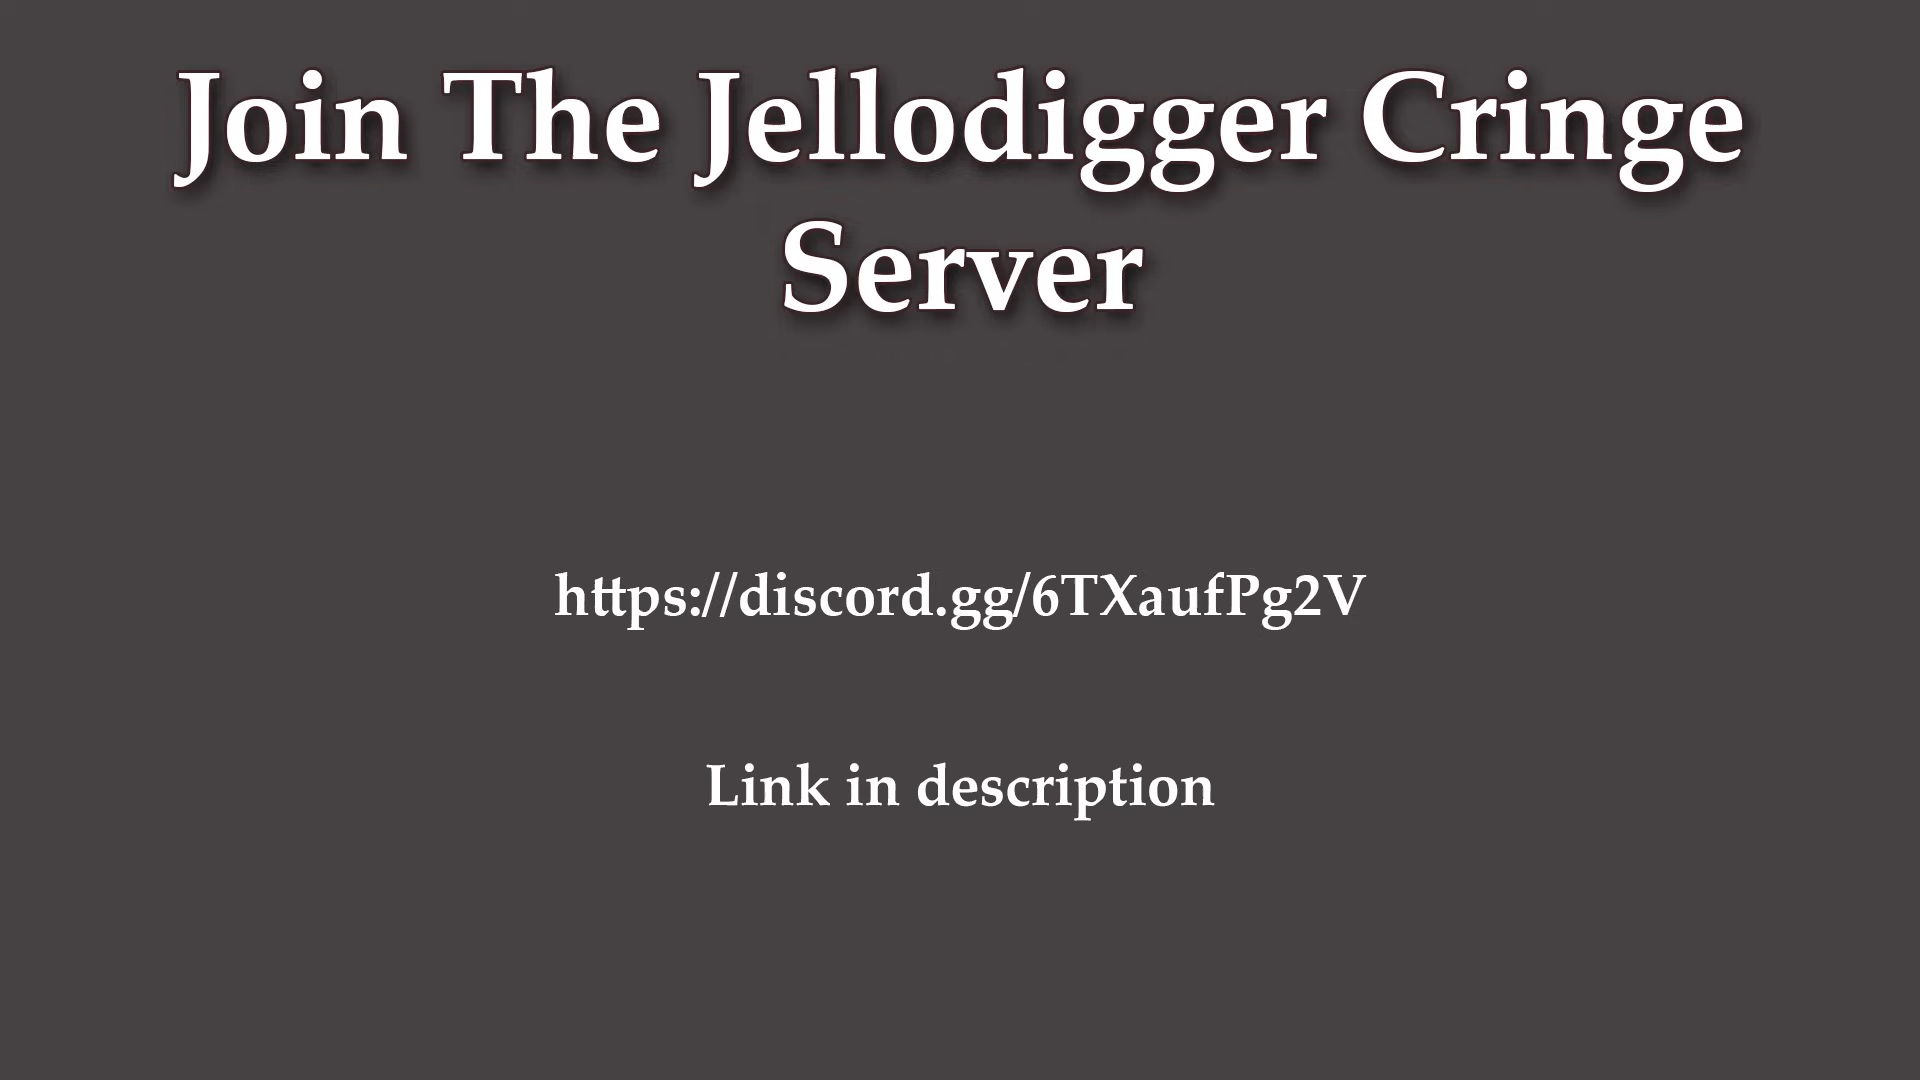 Join The Jellodigger Cringe
Server
https://discord.gg/6TXaufPg2V
Link in description